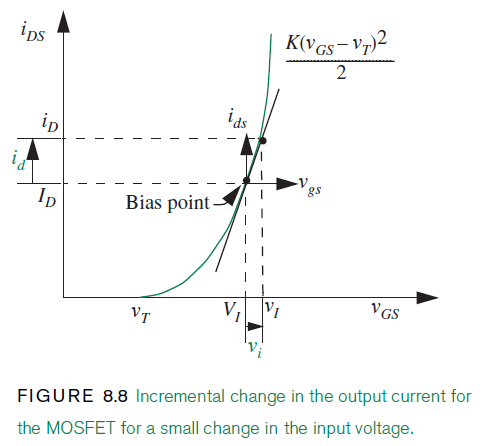 i_DS
K(v_GS – v_T)2
2
i_D
i_ds
i_d
v_gs
I_D
Bias point
v_T
V_I
v_I
v_GS
v_i
FIGURE 8.8 Incremental change in the output current for
the MOSFET for a small change in the input voltage.